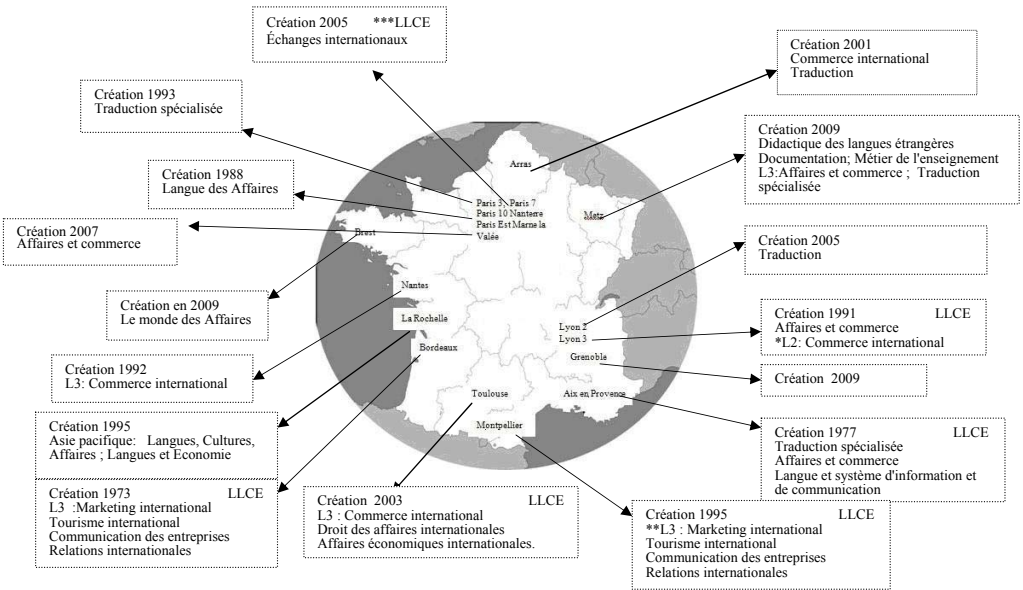 Création 2005 ***LLCE
Échanges internationaux
Création 2001
Commerce international
Traduction
Création 1993
Traduction spécialisée
Création 2009
Didactique des langues étrangères
Documentation; Métier de l'enseignement
L3:Affaires et commerce ; Traduction
spécialisée
Création 1988
Langue des Affaires
Création 2007
Affaires et commerce
Création 2005
Traduction
Création en 2009
Le monde des Affaires
Création 1991 LLCE
Affaires et commerce
*L2: Commerce international
Création 1992
L3: Commerce international
Création 2009
Création 1995
Asie pacifique: Langues, Cultures,
Affaires ; Langues et Economie
Création 1977 LLCE
Traduction spécialisée
Affaires et commerce
Langue et système d'information et
de communication
Création 1973 LLCE
L3 :Marketing international
Tourisme international
Communication des entreprises
Relations internationales
Création 2003 LLCE
L3 : Commerce international
Droit des affaires internationales
Affaires économiques internationales.
Création 1995 LLCE
**L3 : Marketing international
Tourisme international
Communication des entreprises
Relations internationales
Arras
Paris 3, Paris 7
Paris 10 Nanterre
Paris Est Marne la
Valée
Metz
Brest
Nantes
La Rochelle
Bordeaux
Lyon 2
Lyon 3
Grenoble
Toulouse
Aix en Provence
Montpellier